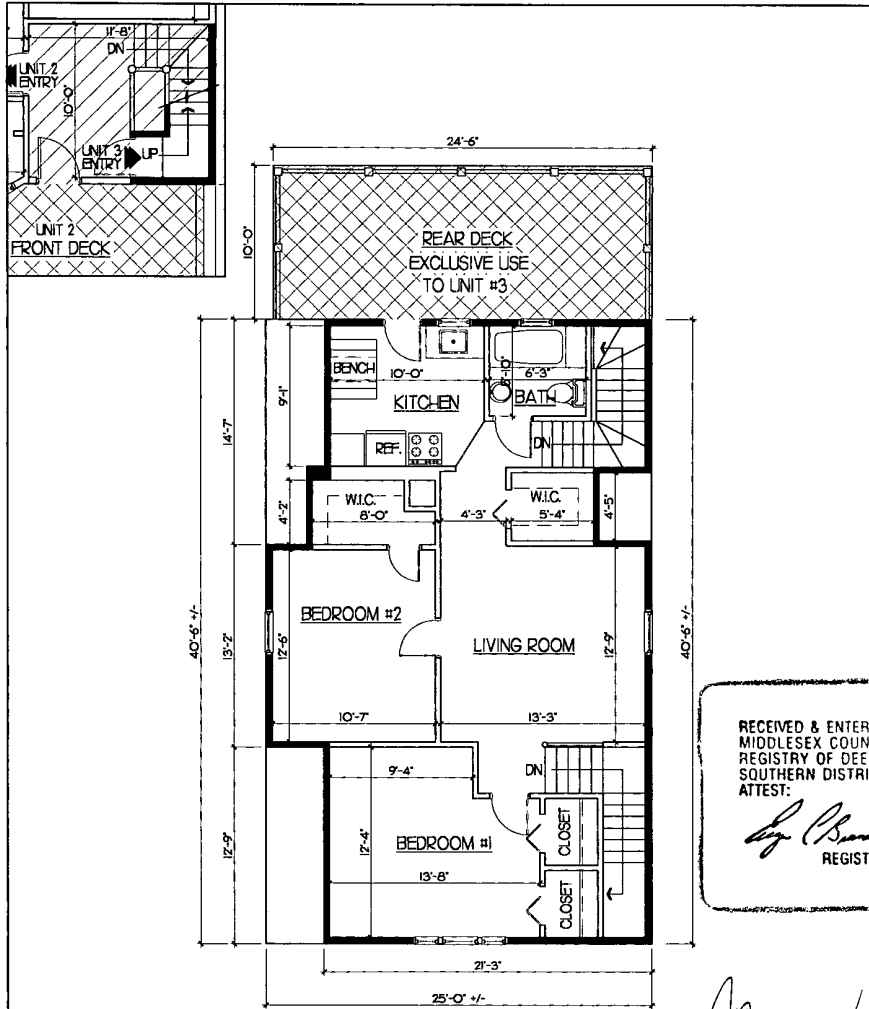 11'-8"
DN
UNIT 2
ENTRY
10'-0"
UNIT 3
ENTRY
UP
UNIT 2
FRONT DECK
24'-6"
10'-0"
REAR DECK
EXCLUSIVE USE
TO UNIT #3
BENCH
10'-0"
6'-3"
BATH
9'-1"
KITCHEN
14'-7"
REF.
DN
W.I.C.
8'-0"
4'-2"
4'-3"
W.I.C.
5'-4"
4'-5"
40'-6" +/-
13'-2"
12'-6"
BEDROOM #2
LIVING ROOM
12'-9"
40'-6" +/-
10'-7"
13'-3"
9'-4"
DN
12'-9"
12'-4"
BEDROOM #1
CLOSET
13'-8"
CLOSET
21'-3"
25'-0" +/-
RECEIVED & ENTER
MIDDLESEX COUN
REGISTRY OF DEE
SOUTHERN DISTRI
ATTEST:
REGIST